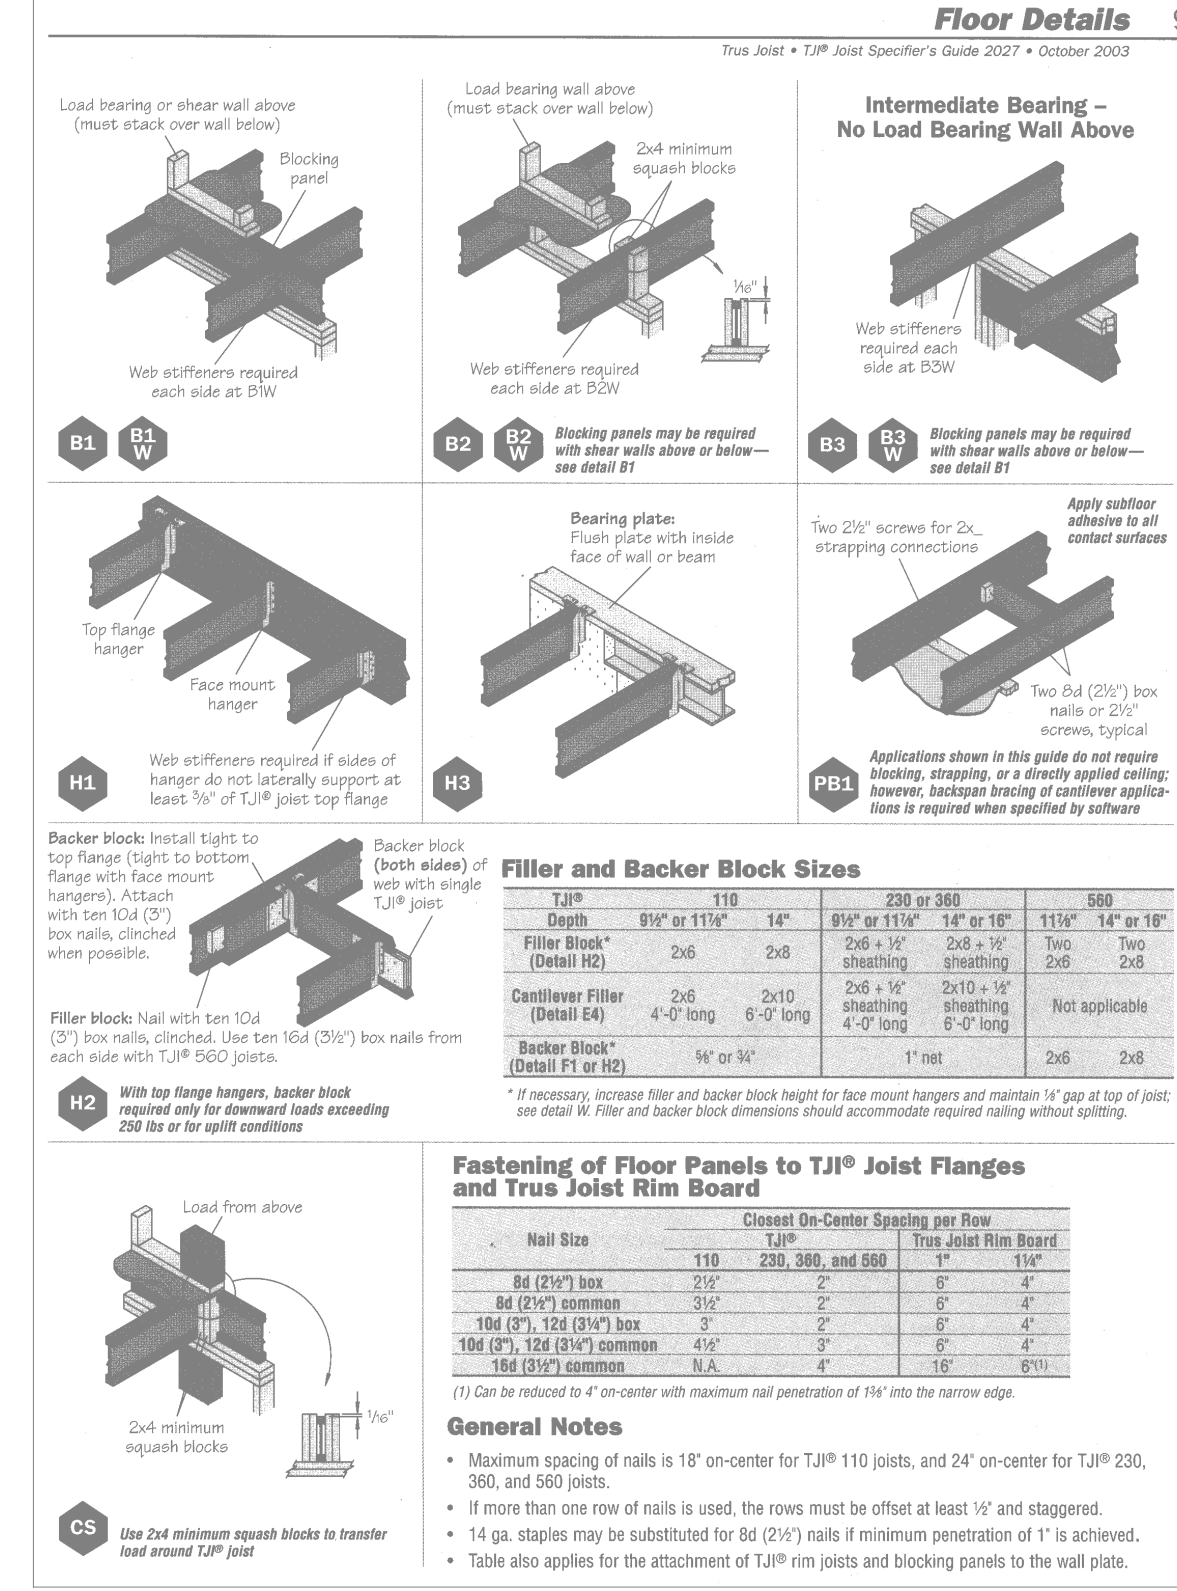 Floor Details
Trus Joist • TJI® Joist Specifier's Guide 2027 • October 2003
Load bearing or shear wall above
(must stack over wall below)
Blocking
panel
Web stiffeners required
each side at B1W
B1
B1
W
Load bearing wall above
(must stack over wall below)
2x4 minimum
squash blocks
1⁄16"
Web stiffeners required
each side at B2W
B2
B2
W
Blocking panels may be required
with shear walls above or below—
see detail B1
Intermediate Bearing –
No Load Bearing Wall Above
Web stiffeners
required each
side at B3W
B3
B3
W
Blocking panels may be required
with shear walls above or below—
see detail B1
Top flange
hanger
Face mount
hanger
H1
Web stiffeners required if sides of
hanger do not laterally support at
least 3⁄8" of TJI® joist top flange
Bearing plate:
Flush plate with inside
face of wall or beam
H3
Two 2½" screws for 2x_
strapping connections
Apply subfloor
adhesive to all
contact surfaces
Two 8d (2½") box
nails or 2½"
screws, typical
PB1
Applications shown in this guide do not require
blocking, strapping, or a directly applied ceiling;
however, backspan bracing of cantilever applica-
tions is required when specified by software
Backer block: Install tight to
top flange (tight to bottom
flange with face mount
hangers). Attach
with ten 10d (3")
box nails, clinched
when possible.
Backer block
(both sides) of
web with single
TJI® joist
Filler block: Nail with ten 10d
(3") box nails, clinched. Use ten 16d (3½") box nails from
each side with TJI® 560 joists.
H2
With top flange hangers, backer block
required only for downward loads exceeding
250 lbs or for uplift conditions
Filler and Backer Block Sizes
TJI® 110 230 or 360 560
Depth 9½" or 11⅞" 14" 9½" or 11⅞" 14" or 16" 11⅞" 14" or 16"
Filler Block* (Detail H2) 2x6 2x8 2x6 + ½" sheathing 2x8 + ½" sheathing Two 2x6 Two 2x8
Cantilever Filler (Detail E4) 2x6 4'-0" long 2x10 6'-0" long 2x6 + ½" sheathing 4'-0" long 2x10 + ½" sheathing 6'-0" long Not applicable
Backer Block* (Detail F1 or H2) ⅝" or ¾" 1" net 2x6 2x8
* If necessary, increase filler and backer block height for face mount hangers and maintain ⅛" gap at top of joist;
see detail W. Filler and backer block dimensions should accommodate required nailing without splitting.
Load from above
1⁄16"
2x4 minimum
squash blocks
CS
Use 2x4 minimum squash blocks to transfer
load around TJI® joist
Fastening of Floor Panels to TJI® Joist Flanges
and Trus Joist Rim Board
Closest On-Center Spacing per Row
Nail Size TJI® Trus Joist Rim Board
110 230, 360, and 560 1" 1¼"
8d (2½") box 2½" 2" 6" 4"
8d (2½") common 3½" 2" 6" 4"
10d (3"), 12d (3¼") box 3" 2" 6" 4"
10d (3"), 12d (3¼") common 4½" 3" 6" 4"
16d (3½") common N.A. 4" 16" 6"(1)
(1) Can be reduced to 4" on-center with maximum nail penetration of 1⅜" into the narrow edge.
General Notes
• Maximum spacing of nails is 18" on-center for TJI® 110 joists, and 24" on-center for TJI® 230,
360, and 560 joists.
• If more than one row of nails is used, the rows must be offset at least ½" and staggered.
• 14 ga. staples may be substituted for 8d (2½") nails if minimum penetration of 1" is achieved.
• Table also applies for the attachment of TJI® rim joists and blocking panels to the wall plate.